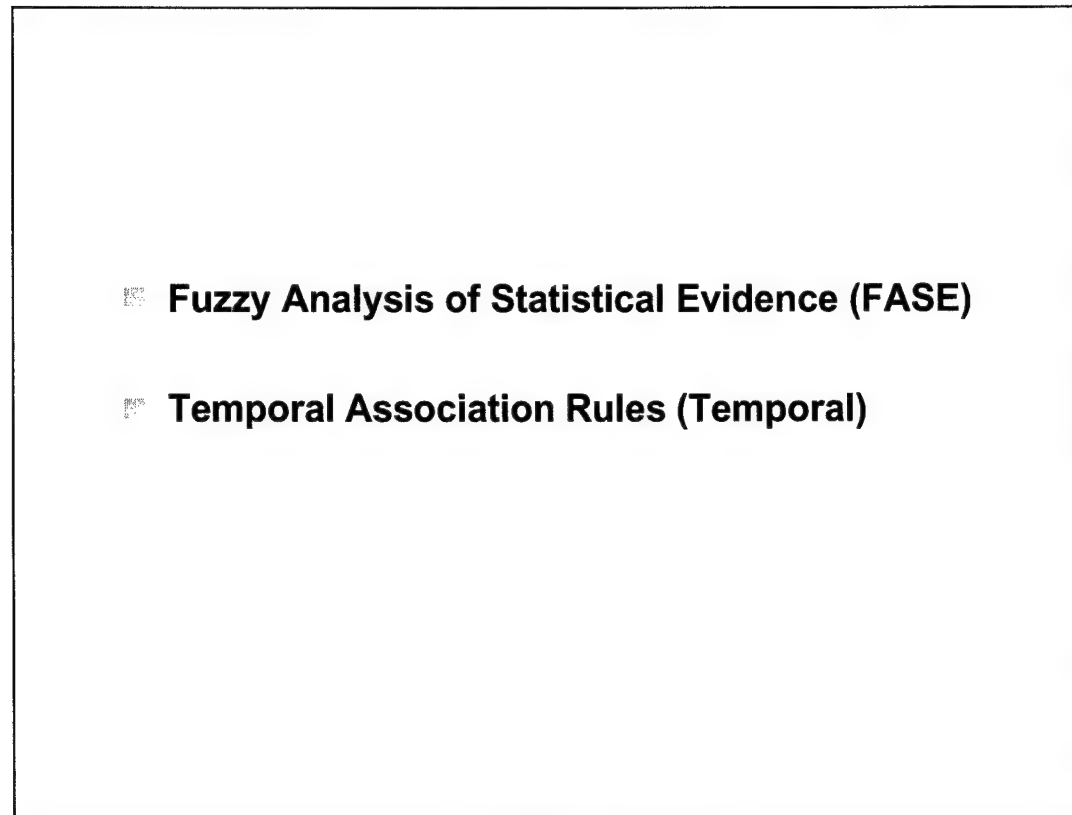 Fuzzy Analysis of Statistical Evidence (FASE)
Temporal Association Rules (Temporal)